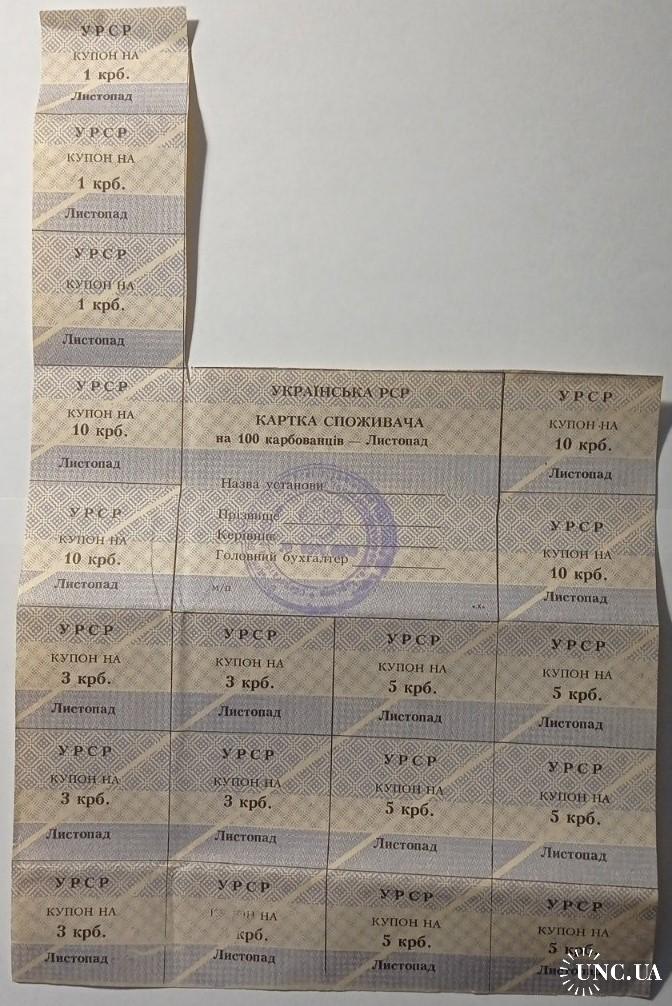 УРСР
КУПОН НА
1 крб.
Листопад
УРСР
КУПОН НА
1 крб.
Листопад
УРСР
КУПОН НА
1 крб.
Листопад
УРСР
КУПОН НА
10 крб.
Листопад
УКРАЇНСЬКА РСР
КАРТКА СПОЖИВАЧА
на 100 карбованців — Листопад
Назва установи
Прізвище
Керівник
Головний бухгалтер
м/п
«X»
УРСР
КУПОН НА
10 крб.
Листопад
УРСР
КУПОН НА
10 крб.
Листопад
УРСР
КУПОН НА
10 крб.
Листопад
УРСР
КУПОН НА
3 крб.
Листопад
УРСР
КУПОН НА
3 крб.
Листопад
УРСР
КУПОН НА
5 крб.
Листопад
УРСР
КУПОН НА
5 крб.
Листопад
УРСР
КУПОН НА
3 крб.
Листопад
УРСР
КУПОН НА
3 крб.
Листопад
УРСР
КУПОН НА
5 крб.
Листопад
УРСР
КУПОН НА
5 крб.
Листопад
УРСР
КУПОН НА
3 крб.
Листопад
УРСР
НА
крб.
Листопад
УРСР
КУПОН НА
5 крб.
Листопад
УРСР
КУПОН НА
5 крб.
UNC.UA